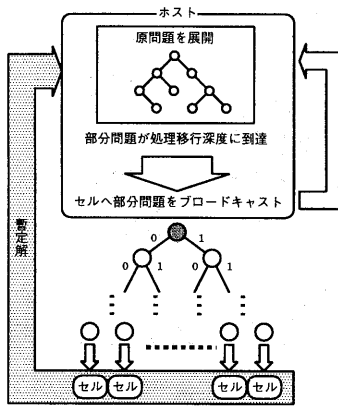 ホスト
原問題を展開
部分問題が処理移行深度に到達
セルへ部分問題をブロードキャスト
暫定解
0 1
0 1 0 1
セル セル セル セル